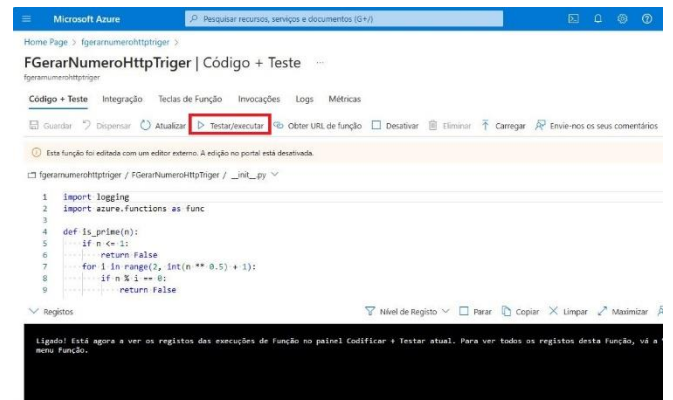 Microsoft Azure
Pesquisar recursos, serviços e documentos (G+/)
Home Page > fgerarnumerohttptriger >
FGerarNumeroHttpTriger | Código + Teste ...
fgerarnumerohttptriger
Código + Teste Integração Teclas de Função Invocações Logs Métricas
Guardar Dispensar Atualizar Testar/executar Obter URL de função Desativar Eliminar Carregar Envie-nos os seus comentários
Esta função foi editada com um editor externo. A edição no portal está desativada.
fgerarnumerohttptriger / FGerarNumeroHttpTriger / __init__.py
1 import logging
2 import azure.functions as func
3
4 def is_prime(n):
5 if n <= 1:
6 return False
7 for i in range(2, int(n ** 0.5) + 1):
8 if n % i == 0:
9 return False
Registos
Nível de Registo Parar Copiar Limpar Maximizar
Ligado! Está agora a ver os registos das execuções de Função no painel Codificar + Testar atual. Para ver todos os registos desta Função, vá a
menu Função.